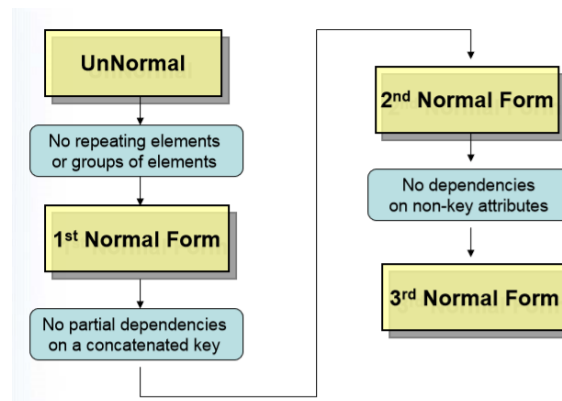 UnNormal
No repeating elements
or groups of elements
1st Normal Form
No partial dependencies
on a concatenated key
2nd Normal Form
No dependencies
on non-key attributes
3rd Normal Form